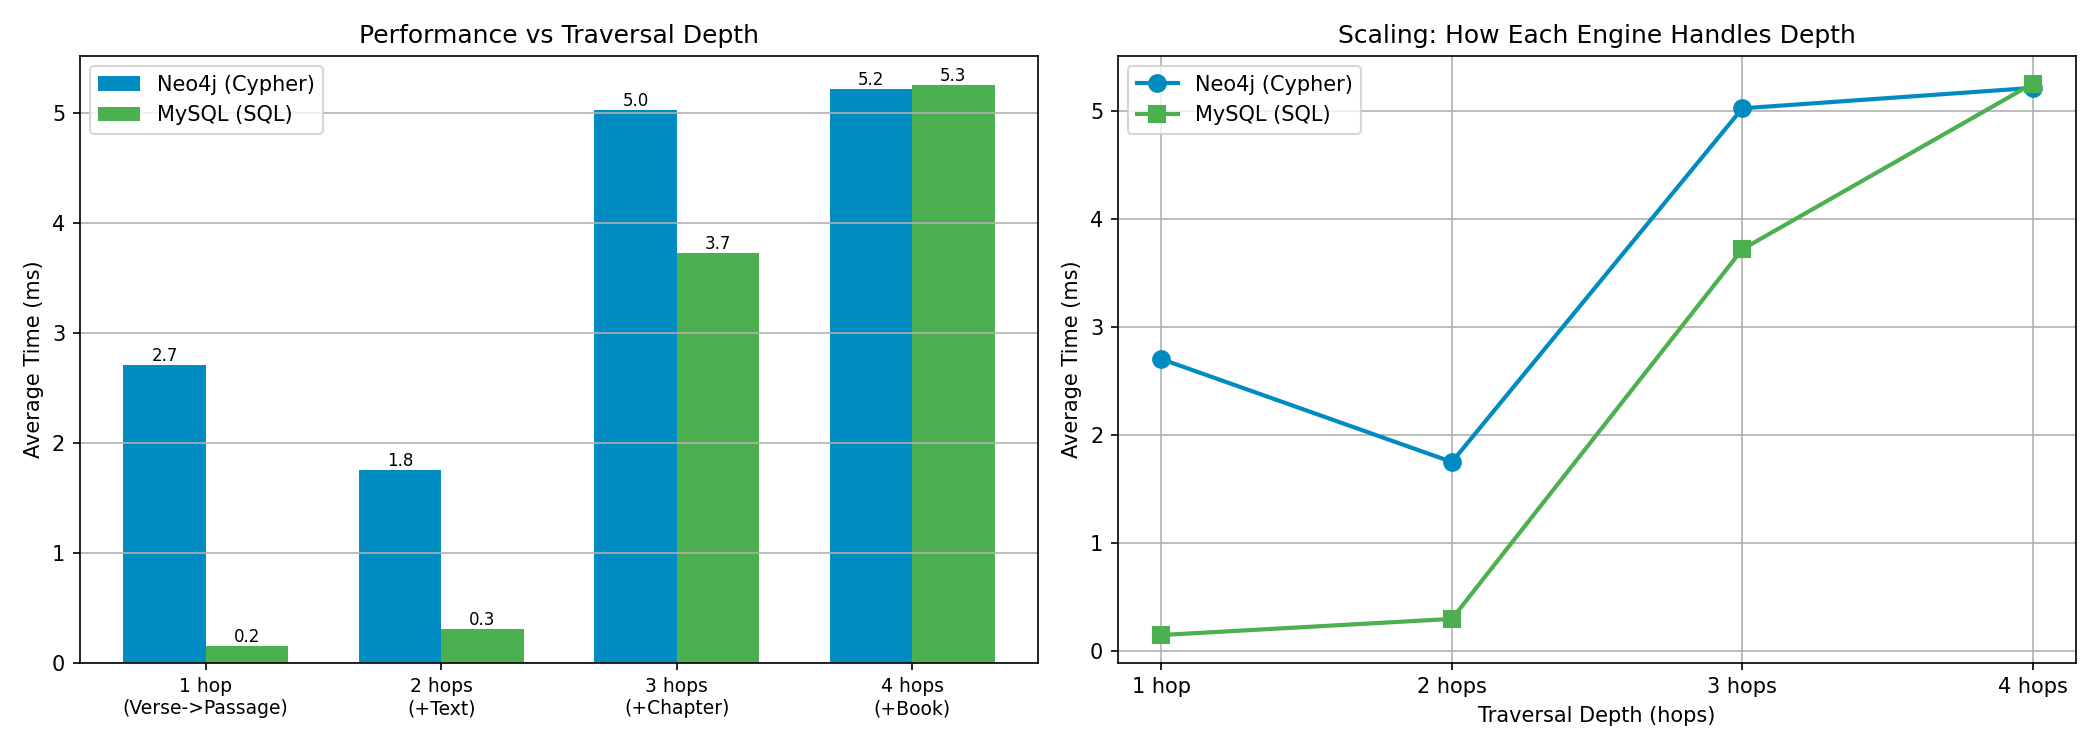 Performance vs Traversal Depth
Neo4j (Cypher)
MySQL (SQL)
Average Time (ms)
5
4
3
2
1
0
2.7
0.2
1.8
0.3
5.0
3.7
5.2
5.3
1 hop
(Verse->Passage)
2 hops
(+Text)
3 hops
(+Chapter)
4 hops
(+Book)
Scaling: How Each Engine Handles Depth
Neo4j (Cypher)
MySQL (SQL)
Average Time (ms)
5
4
3
2
1
0
1 hop
2 hops
3 hops
4 hops
Traversal Depth (hops)